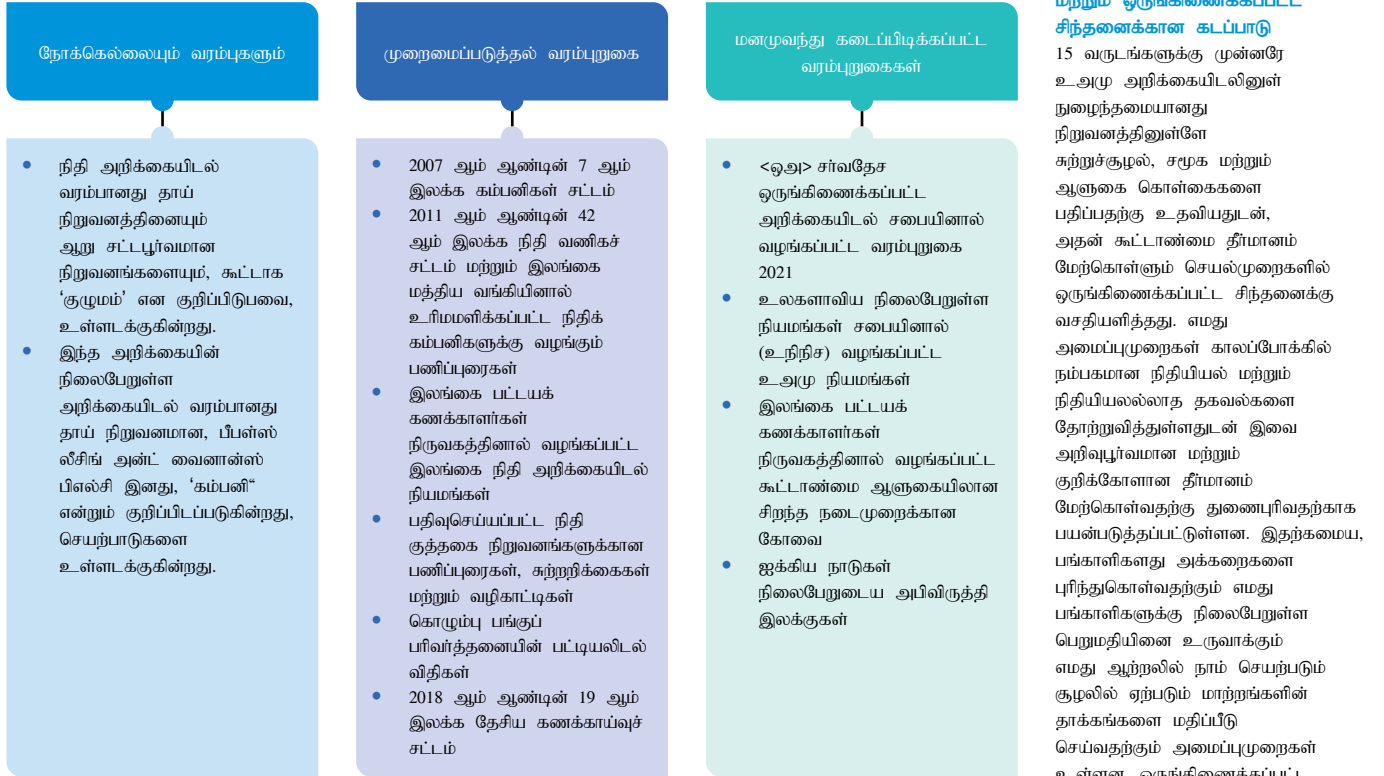 நோக்கெல்லையும் வரம்புகளும்
நிதி அறிக்கையிடல்
வரம்பானது தாய்
நிறுவனத்தினையும்
ஆறு சட்டபூர்வமான
நிறுவனங்களையும், கூட்டாக
‘குழுமம்’ என குறிப்பிடுபவை,
உள்ளடக்குகின்றது.
இந்த அறிக்கையின்
நிலைபேறுள்ள
அறிக்கையிடல் வரம்பானது
தாய் நிறுவனமான, பீபள்ஸ்
லீசிங் அன்ட் வைனான்ஸ்
பிஎல்சி இனது, ‘கம்பனி“
என்றும் குறிப்பிடப்படுகின்றது,
செயற்பாடுகளை
உள்ளடக்குகின்றது.
முறைமைப்படுத்தல் வரம்புறுகை
2007 ஆம் ஆண்டின் 7 ஆம்
இலக்க கம்பனிகள் சட்டம்
2011 ஆம் ஆண்டின் 42
ஆம் இலக்க நிதி வணிகச்
சட்டம் மற்றும் இலங்கை
மத்திய வங்கியினால்
உரிமமளிக்கப்பட்ட நிதிக்
கம்பனிகளுக்கு வழங்கும்
பணிப்புரைகள்
இலங்கை பட்டயக்
கணக்காளர்கள்
நிருவகத்தினால் வழங்கப்பட்ட
இலங்கை நிதி அறிக்கையிடல்
நியமங்கள்
பதிவுசெய்யப்பட்ட நிதி
குத்தகை நிறுவனங்களுக்கான
பணிப்புரைகள், சுற்றறிக்கைகள்
மற்றும் வழிகாட்டிகள்
கொழும்பு பங்குப்
பரிவர்த்தனையின் பட்டியலிடல்
விதிகள்
2018 ஆம் ஆண்டின் 19 ஆம்
இலக்க தேசிய கணக்காய்வுச்
சட்டம்
மனமுவந்து கடைப்பிடிக்கப்பட்ட
வரம்புறுகைகள்
<ஒஅ> சர்வதேச
ஒருங்கிணைக்கப்பட்ட
அறிக்கையிடல் சபையினால்
வழங்கப்பட்ட வரம்புறுகை
2021
உலகளாவிய நிலைபேறுள்ள
நியமங்கள் சபையினால்
(உநிநிச) வழங்கப்பட்ட
உஅமு நியமங்கள்
இலங்கை பட்டயக்
கணக்காளர்கள்
நிருவகத்தினால் வழங்கப்பட்ட
கூட்டாண்மை ஆளுகையிலான
சிறந்த நடைமுறைக்கான
கோவை
ஐக்கிய நாடுகள்
நிலைபேறுடைய அபிவிருத்தி
இலக்குகள்
மற்றும் ஒருங்கிணைக்கப்பட்ட
சிந்தனைக்கான கடப்பாடு
15 வருடங்களுக்கு முன்னரே
உஅமு அறிக்கையிடலினுள்
நுழைந்தமையானது
நிறுவனத்தினுள்ளே
சுற்றுச்சூழல், சமூக மற்றும்
ஆளுகை கொள்கைகளை
பதிப்பதற்கு உதவியதுடன்,
அதன் கூட்டாண்மை தீர்மானம்
மேற்கொள்ளும் செயல்முறைகளில்
ஒருங்கிணைக்கப்பட்ட சிந்தனைக்கு
வசதியளித்தது. எமது
அமைப்புமுறைகள் காலப்போக்கில்
நம்பகமான நிதியியல் மற்றும்
நிதியியலல்லாத தகவல்களை
தோற்றுவித்துள்ளதுடன் இவை
அறிவுபூர்வமான மற்றும்
குறிக்கோளான தீர்மானம்
மேற்கொள்வதற்கு துணைபுரிவதற்காக
பயன்படுத்தப்பட்டுள்ளன. இதற்கமைய,
பங்காளிகளது அக்கறைகளை
புரிந்துகொள்வதற்கும் எமது
பங்காளிகளுக்கு நிலைபேறுள்ள
பெறுமதியினை உருவாக்கும்
எமது ஆற்றலில் நாம் செயற்படும்
சூழலில் ஏற்படும் மாற்றங்களின்
தாக்கங்களை மதிப்பீடு
செய்வதற்கும் அமைப்புமுறைகள்
உள்ளன. ஒருங்கிணைக்கப்பட்ட